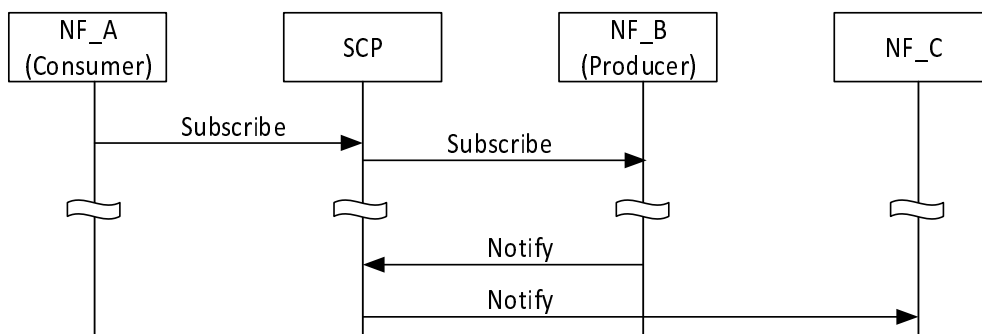 NF_A
(Consumer)
SCP
NF_B
(Producer)
NF_C
Subscribe
Subscribe
Notify
Notify